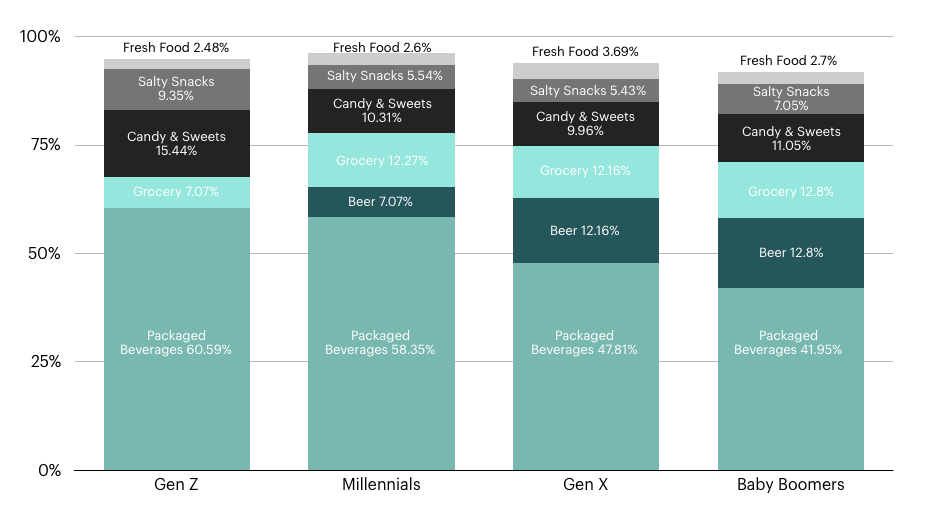 100%
75%
50%
25%
0%
Fresh Food 2.48%
Salty Snacks
9.35%
Candy & Sweets
15.44%
Grocery 7.07%
Packaged
Beverages 60.59%
Gen Z
Fresh Food 2.6%
Salty Snacks 5.54%
Candy & Sweets
10.31%
Grocery 12.27%
Beer 7.07%
Packaged
Beverages 58.35%
Millennials
Fresh Food 3.69%
Salty Snacks 5.43%
Candy & Sweets
9.96%
Grocery 12.16%
Beer 12.16%
Packaged
Beverages 47.81%
Gen X
Fresh Food 2.7%
Salty Snacks
7.05%
Candy & Sweets
11.05%
Grocery 12.8%
Beer 12.8%
Packaged
Beverages 41.95%
Baby Boomers